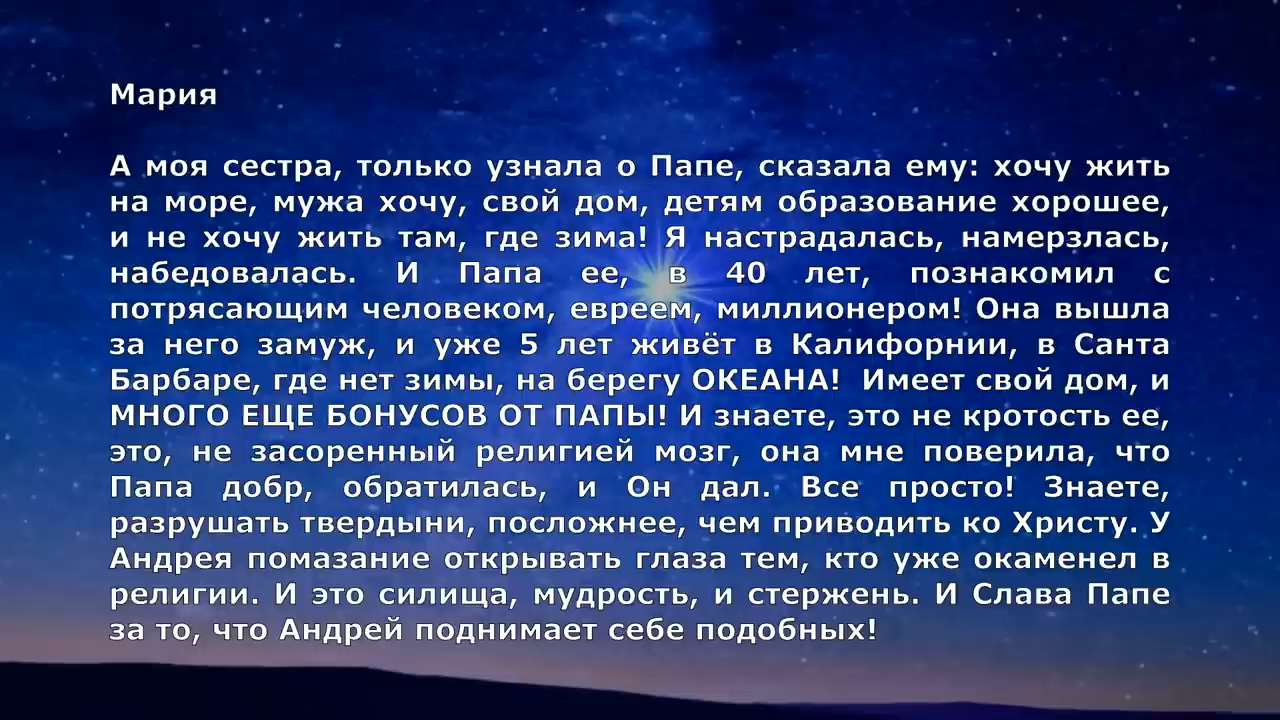 Мария
А моя сестра, только узнала о Папе, сказала ему: хочу жить
на море, мужа хочу, свой дом, детям образование хорошее,
и не хочу жить там, где зима! Я настрадалась, намерзлась,
набедовалась. И Папа ее, в 40 лет, познакомил с
потрясающим человеком, евреем, миллионером! Она вышла
за него замуж, и уже 5 лет живёт в Калифорнии, в Санта
Барбаре, где нет зимы, на берегу ОКЕАНА! Имеет свой дом, и
МНОГО ЕЩЕ БОНУСОВ ОТ ПАПЫ! И знаете, это не кротость ее,
это, не засоренный религией мозг, она мне поверила, что
Папа добр, обратилась, и Он дал. Все просто! Знаете,
разрушать твердыни, посложнее, чем приводить ко Христу. У
Андрея помазание открывать глаза тем, кто уже окаменел в
религии. И это силища, мудрость, и стержень. И Слава Папе
за то, что Андрей поднимает себе подобных!